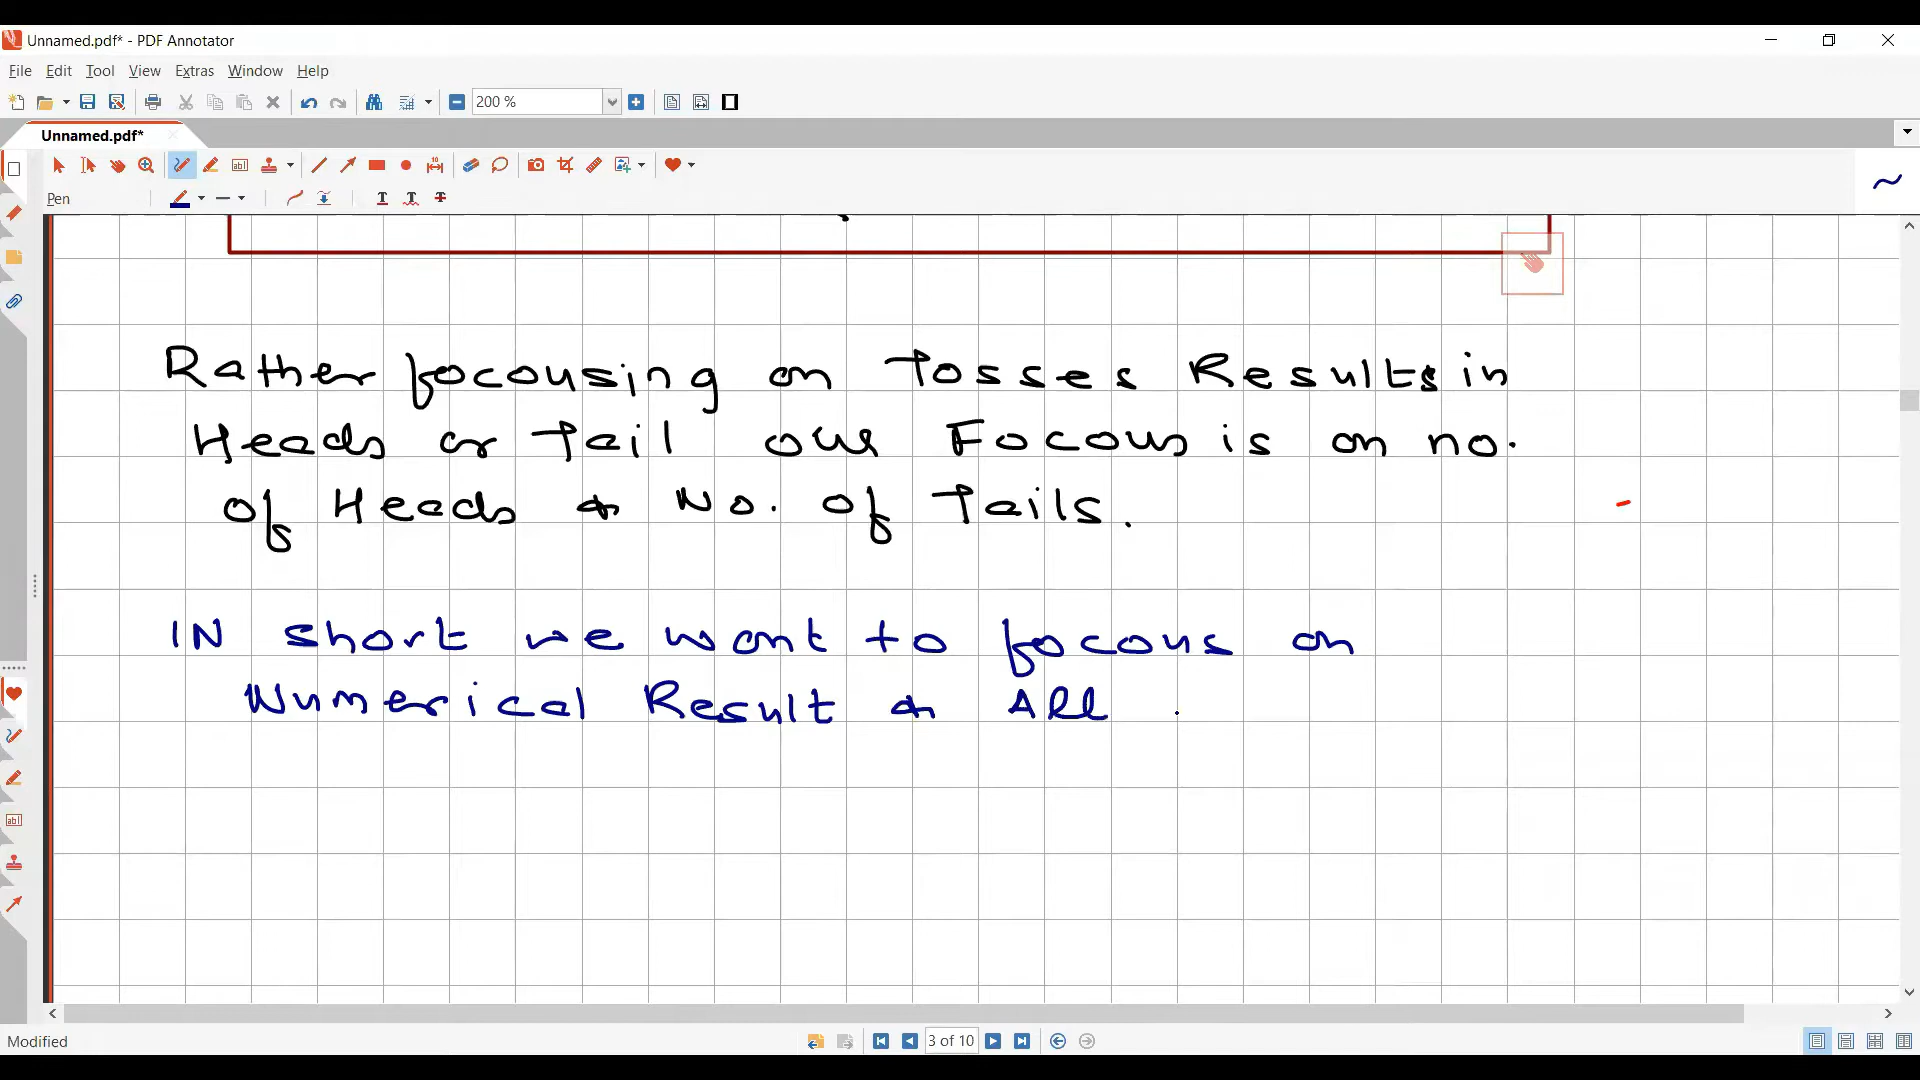 Unnamed.pdf* - PDF Annotator
File Edit Tool View Extras Window Help
200 %
Unnamed.pdf*
Pen
Rather focousing on Tosses Results in
Heads or Tail our Focous is on no.
of Heads & No. of Tails.
IN short we wont to focous on
Numerical Result & All
Modified
3 of 10